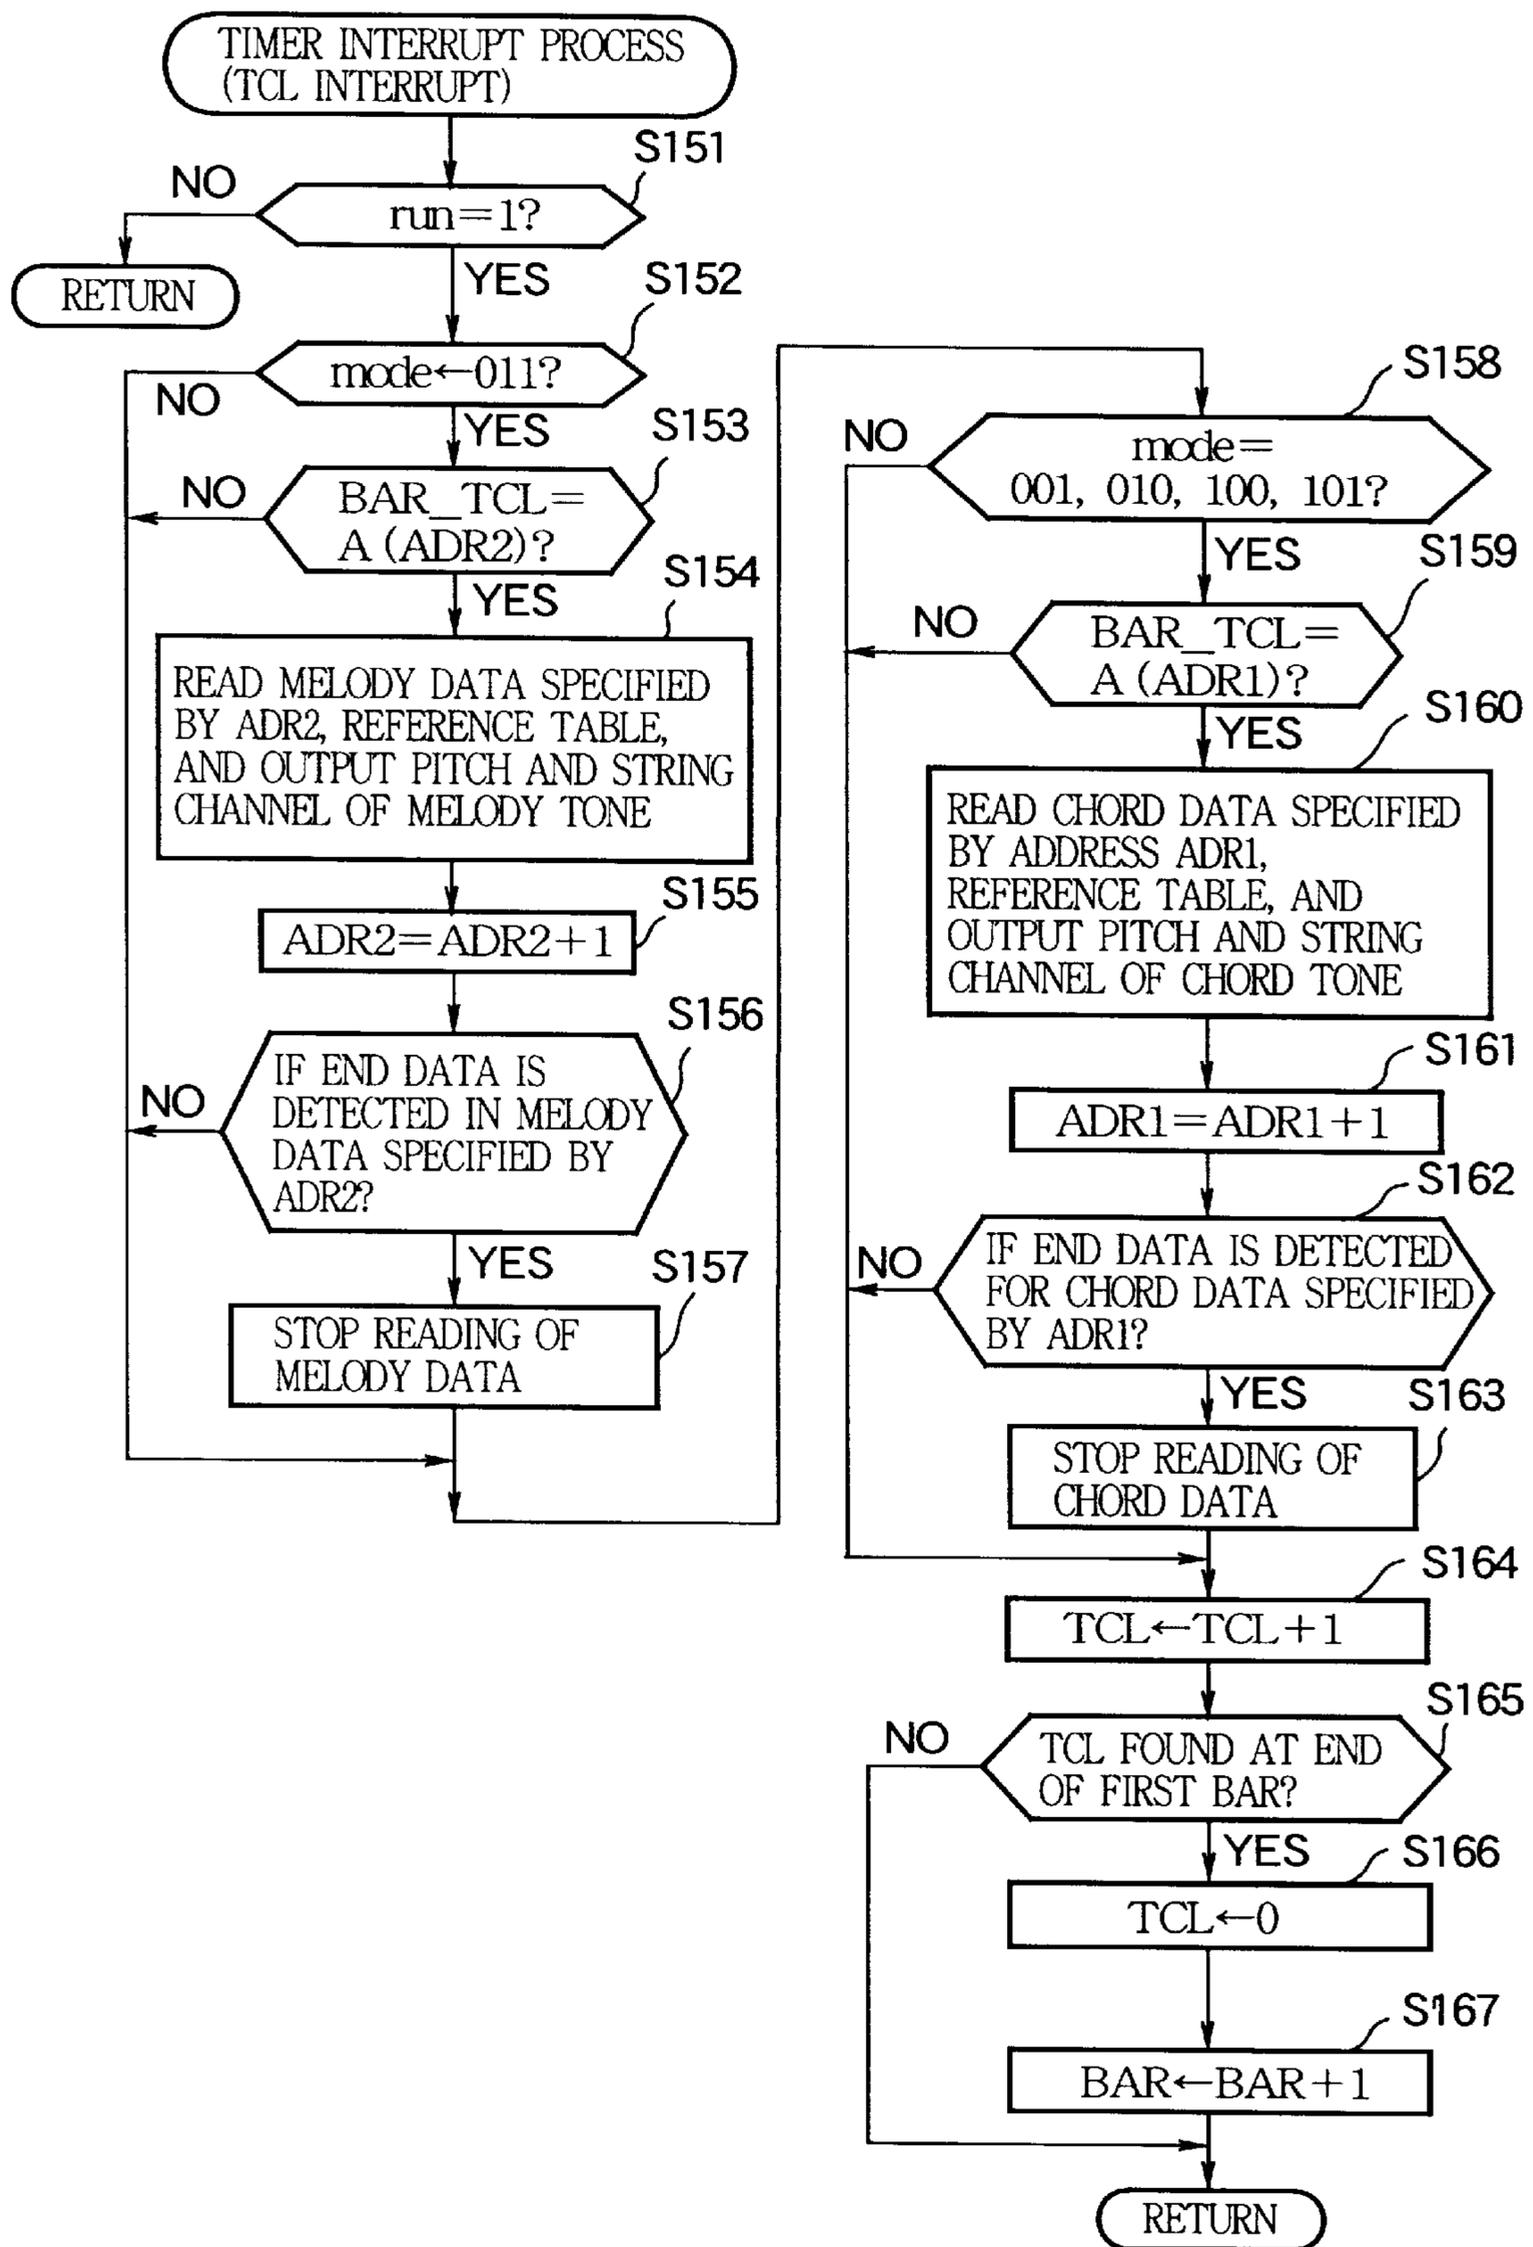 TIMER INTERRUPT PROCESS
(TCL INTERRUPT)
S151
NO
run=1?
YES
RETURN
S152
mode←011?
NO
YES
S153
NO
BAR_TCL=
A (ADR2)?
YES
S154
READ MELODY DATA SPECIFIED
BY ADR2, REFERENCE TABLE,
AND OUTPUT PITCH AND STRING
CHANNEL OF MELODY TONE
S155
ADR2=ADR2+1
S156
IF END DATA IS
DETECTED IN MELODY
DATA SPECIFIED BY
ADR2?
NO
YES
S157
STOP READING OF
MELODY DATA
S158
NO
mode=
001, 010, 100, 101?
YES
S159
NO
BAR_TCL=
A (ADR1)?
YES
S160
READ CHORD DATA SPECIFIED
BY ADDRESS ADR1,
REFERENCE TABLE, AND
OUTPUT PITCH AND STRING
CHANNEL OF CHORD TONE
S161
ADR1=ADR1+1
S162
IF END DATA IS DETECTED
FOR CHORD DATA SPECIFIED
BY ADR1?
NO
YES
S163
STOP READING OF
CHORD DATA
S164
TCL←TCL+1
S165
NO
TCL FOUND AT END
OF FIRST BAR?
YES
S166
TCL←0
S167
BAR←BAR+1
RETURN